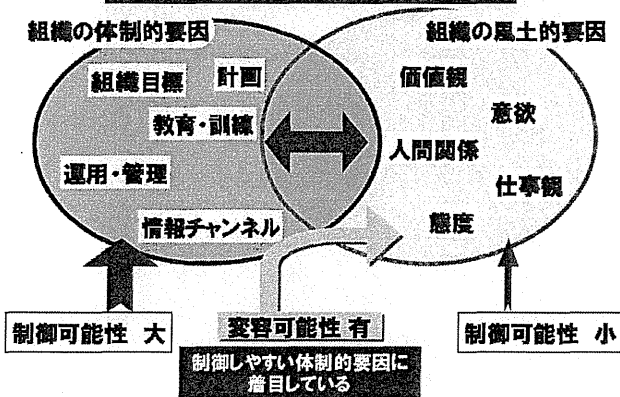 組織の体制的要因
組織の風土的要因
組織目標
計画
価値観
意欲
教育・訓練
人間関係
運用・管理
仕事観
情報チャンネル
態度
制御可能性 大
変容可能性 有
制御可能性 小
制御しやすい体制的要因に
着目している